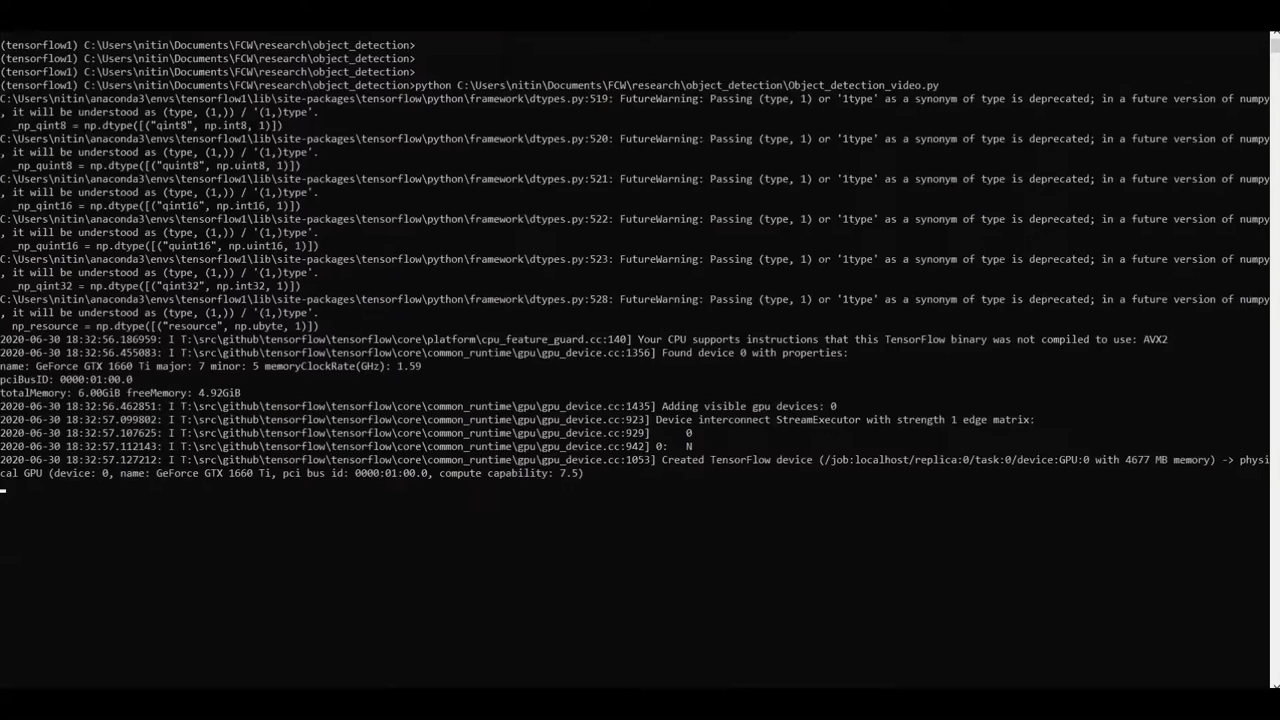 (tensorflow1) C:\Users\nitin\Documents\FCW\research\object_detection>
(tensorflow1) C:\Users\nitin\Documents\FCW\research\object_detection>
(tensorflow1) C:\Users\nitin\Documents\FCW\research\object_detection>
(tensorflow1) C:\Users\nitin\Documents\FCW\research\object_detection>python C:\Users\nitin\Documents\FCW\research\object_detection\Object_detection_video.py
C:\Users\nitin\anaconda3\envs\tensorflow1\lib\site-packages\tensorflow\python\framework\dtypes.py:519: FutureWarning: Passing (type, 1) or '1type' as a synonym of type is deprecated; in a future version of numpy
, it will be understood as (type, (1,)) / '(1,)type'.
  _np_qint8 = np.dtype([("qint8", np.int8, 1)])
C:\Users\nitin\anaconda3\envs\tensorflow1\lib\site-packages\tensorflow\python\framework\dtypes.py:520: FutureWarning: Passing (type, 1) or '1type' as a synonym of type is deprecated; in a future version of numpy
, it will be understood as (type, (1,)) / '(1,)type'.
  _np_quint8 = np.dtype([("quint8", np.uint8, 1)])
C:\Users\nitin\anaconda3\envs\tensorflow1\lib\site-packages\tensorflow\python\framework\dtypes.py:521: FutureWarning: Passing (type, 1) or '1type' as a synonym of type is deprecated; in a future version of numpy
, it will be understood as (type, (1,)) / '(1,)type'.
  _np_qint16 = np.dtype([("qint16", np.int16, 1)])
C:\Users\nitin\anaconda3\envs\tensorflow1\lib\site-packages\tensorflow\python\framework\dtypes.py:522: FutureWarning: Passing (type, 1) or '1type' as a synonym of type is deprecated; in a future version of numpy
, it will be understood as (type, (1,)) / '(1,)type'.
  _np_quint16 = np.dtype([("quint16", np.uint16, 1)])
C:\Users\nitin\anaconda3\envs\tensorflow1\lib\site-packages\tensorflow\python\framework\dtypes.py:523: FutureWarning: Passing (type, 1) or '1type' as a synonym of type is deprecated; in a future version of numpy
, it will be understood as (type, (1,)) / '(1,)type'.
  _np_qint32 = np.dtype([("qint32", np.int32, 1)])
C:\Users\nitin\anaconda3\envs\tensorflow1\lib\site-packages\tensorflow\python\framework\dtypes.py:528: FutureWarning: Passing (type, 1) or '1type' as a synonym of type is deprecated; in a future version of numpy
, it will be understood as (type, (1,)) / '(1,)type'.
  np_resource = np.dtype([("resource", np.ubyte, 1)])
2020-06-30 18:32:56.186959: I T:\src\github\tensorflow\tensorflow\core\platform\cpu_feature_guard.cc:140] Your CPU supports instructions that this TensorFlow binary was not compiled to use: AVX2
2020-06-30 18:32:56.455083: I T:\src\github\tensorflow\tensorflow\core\common_runtime\gpu\gpu_device.cc:1356] Found device 0 with properties:
name: GeForce GTX 1660 Ti major: 7 minor: 5 memoryClockRate(GHz): 1.59
pciBusID: 0000:01:00.0
totalMemory: 6.00GiB freeMemory: 4.92GiB
2020-06-30 18:32:56.462851: I T:\src\github\tensorflow\tensorflow\core\common_runtime\gpu\gpu_device.cc:1435] Adding visible gpu devices: 0
2020-06-30 18:32:57.099802: I T:\src\github\tensorflow\tensorflow\core\common_runtime\gpu\gpu_device.cc:923] Device interconnect StreamExecutor with strength 1 edge matrix:
2020-06-30 18:32:57.107625: I T:\src\github\tensorflow\tensorflow\core\common_runtime\gpu\gpu_device.cc:929]      0
2020-06-30 18:32:57.112143: I T:\src\github\tensorflow\tensorflow\core\common_runtime\gpu\gpu_device.cc:942] 0:   N
2020-06-30 18:32:57.127212: I T:\src\github\tensorflow\tensorflow\core\common_runtime\gpu\gpu_device.cc:1053] Created TensorFlow device (/job:localhost/replica:0/task:0/device:GPU:0 with 4677 MB memory) -> physi
cal GPU (device: 0, name: GeForce GTX 1660 Ti, pci bus id: 0000:01:00.0, compute capability: 7.5)